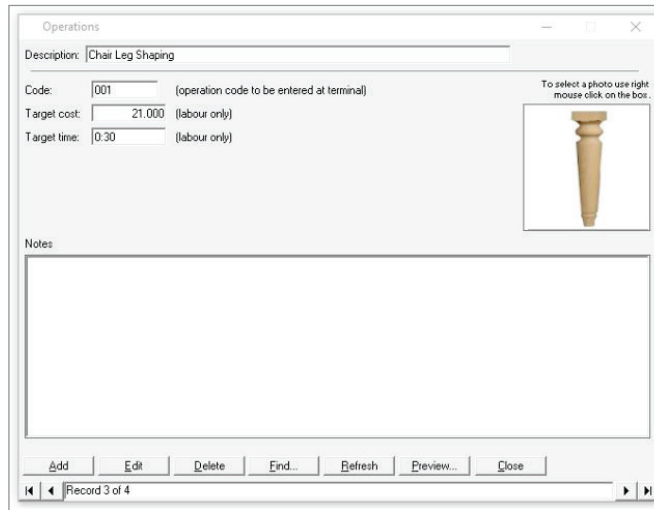 Operations
Description: Chair Leg Shaping
Code: 001 (operation code to be entered at terminal)
To select a photo use right
mouse click on the box.
Target cost: 21.000 (labour only)
Target time: 0:30 (labour only)
Notes
Add Edit Delete Find... Refresh Preview... Close
Record 3 of 4